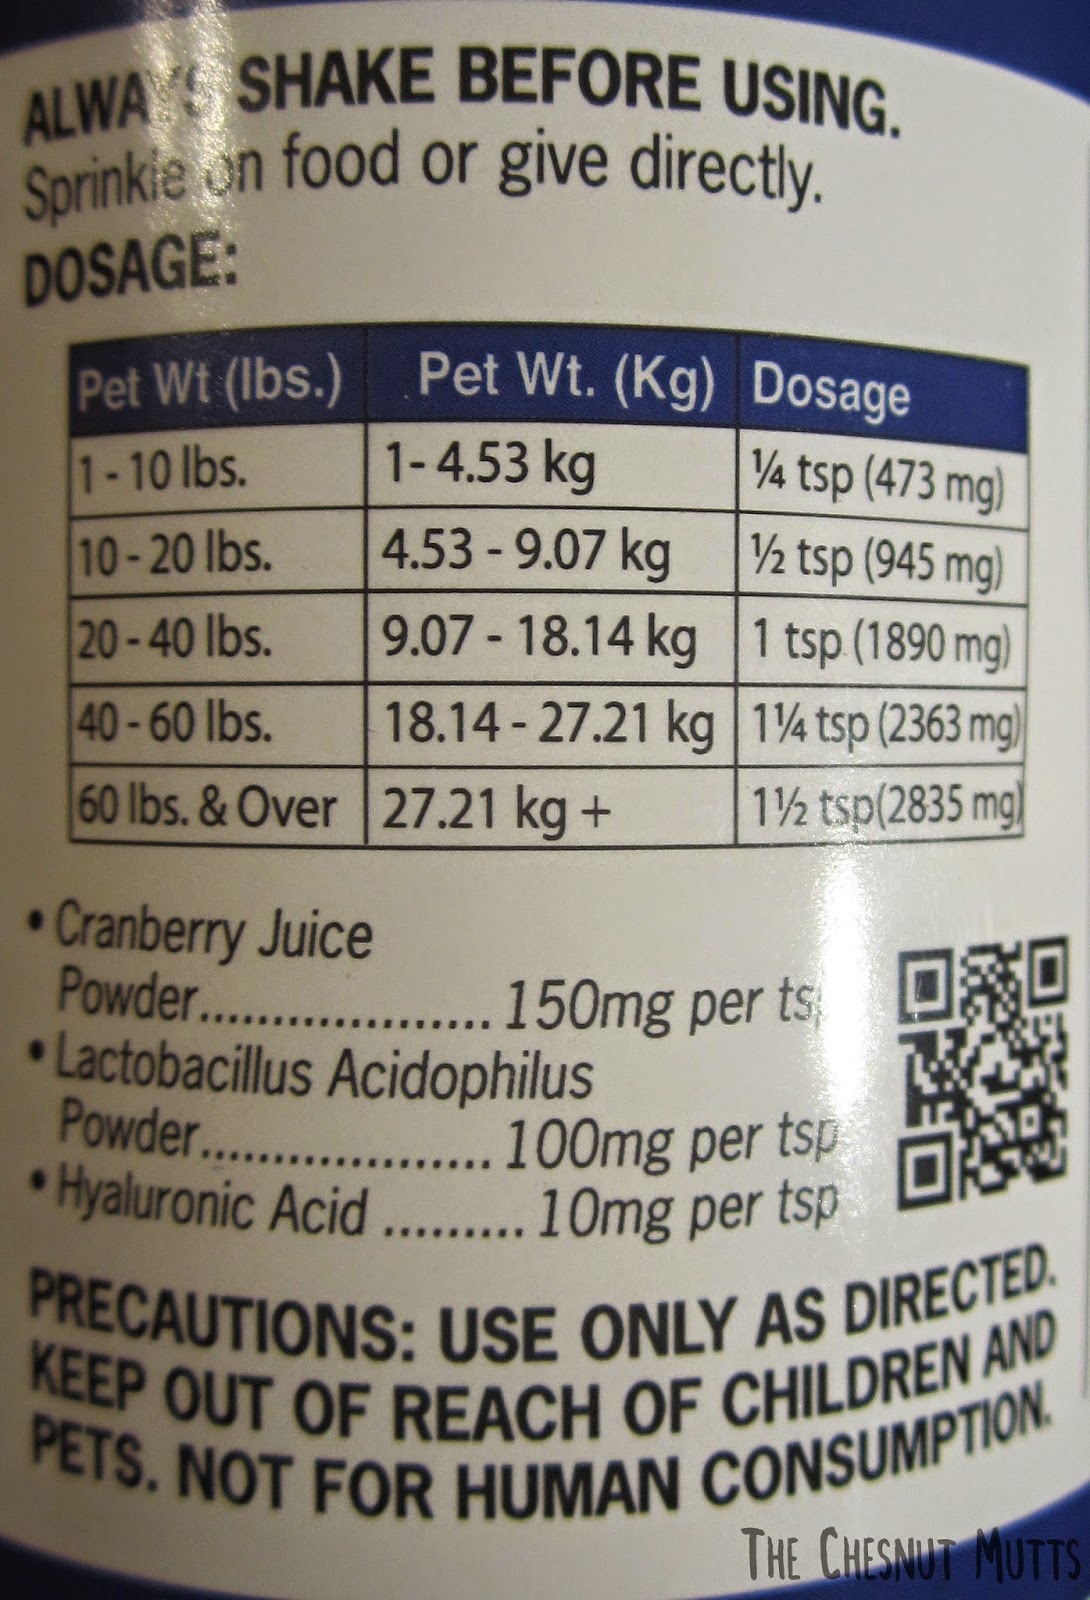 ALWAYS SHAKE BEFORE USING.
Sprinkle on food or give directly.
DOSAGE:
Pet Wt (lbs.) Pet Wt. (Kg) Dosage
1 - 10 lbs. 1- 4.53 kg ¼ tsp (473 mg)
10 - 20 lbs. 4.53 - 9.07 kg ½ tsp (945 mg)
20 - 40 lbs. 9.07 - 18.14 kg 1 tsp (1890 mg)
40 - 60 lbs. 18.14 - 27.21 kg 1¼ tsp (2363 mg)
60 lbs. & Over 27.21 kg + 1½ tsp(2835 mg)
• Cranberry Juice
Powder.................... 150mg per tsp
• Lactobacillus Acidophilus
Powder.................... 100mg per tsp
• Hyaluronic Acid ......... 10mg per tsp
PRECAUTIONS: USE ONLY AS DIRECTED.
KEEP OUT OF REACH OF CHILDREN AND
PETS. NOT FOR HUMAN CONSUMPTION.
THE CHESNUT MUTTS